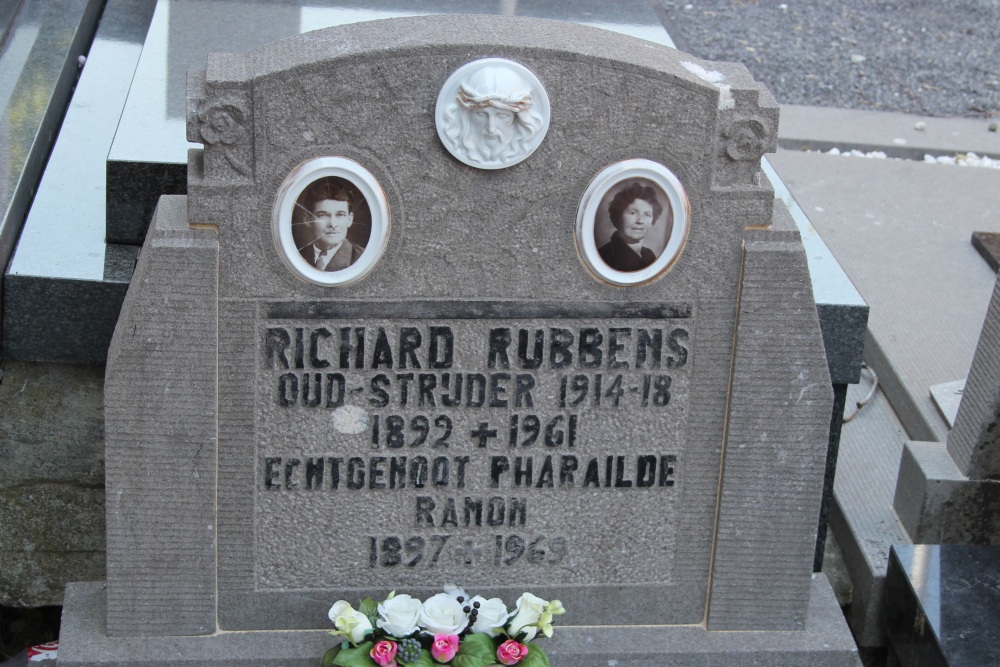 RICHARD RUBBENS
OUD-STRIJDER 1914-18
1892 + 1961
ECHTGENOOT PHARAILDE
RAMON
1897 + 1969